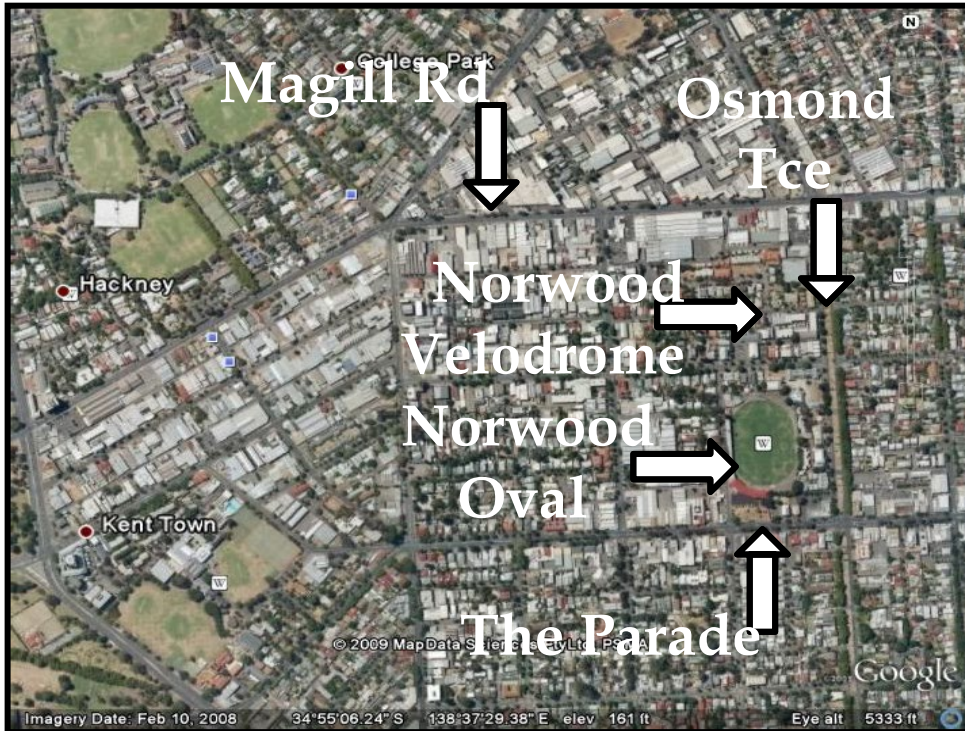 N
College Park
Magill Rd
Osmond
Tce
Hackney
W
Norwood
Velodrome
Norwood
W
Oval
Kent Town
W
The Parade
© 2009 MapData Sciences PtyLtd, PSMA
Google
Imagery Date: Feb 10, 2008 34°55'06.24" S 138°37'29.38" E elev 161 ft Eye alt 5333 ft